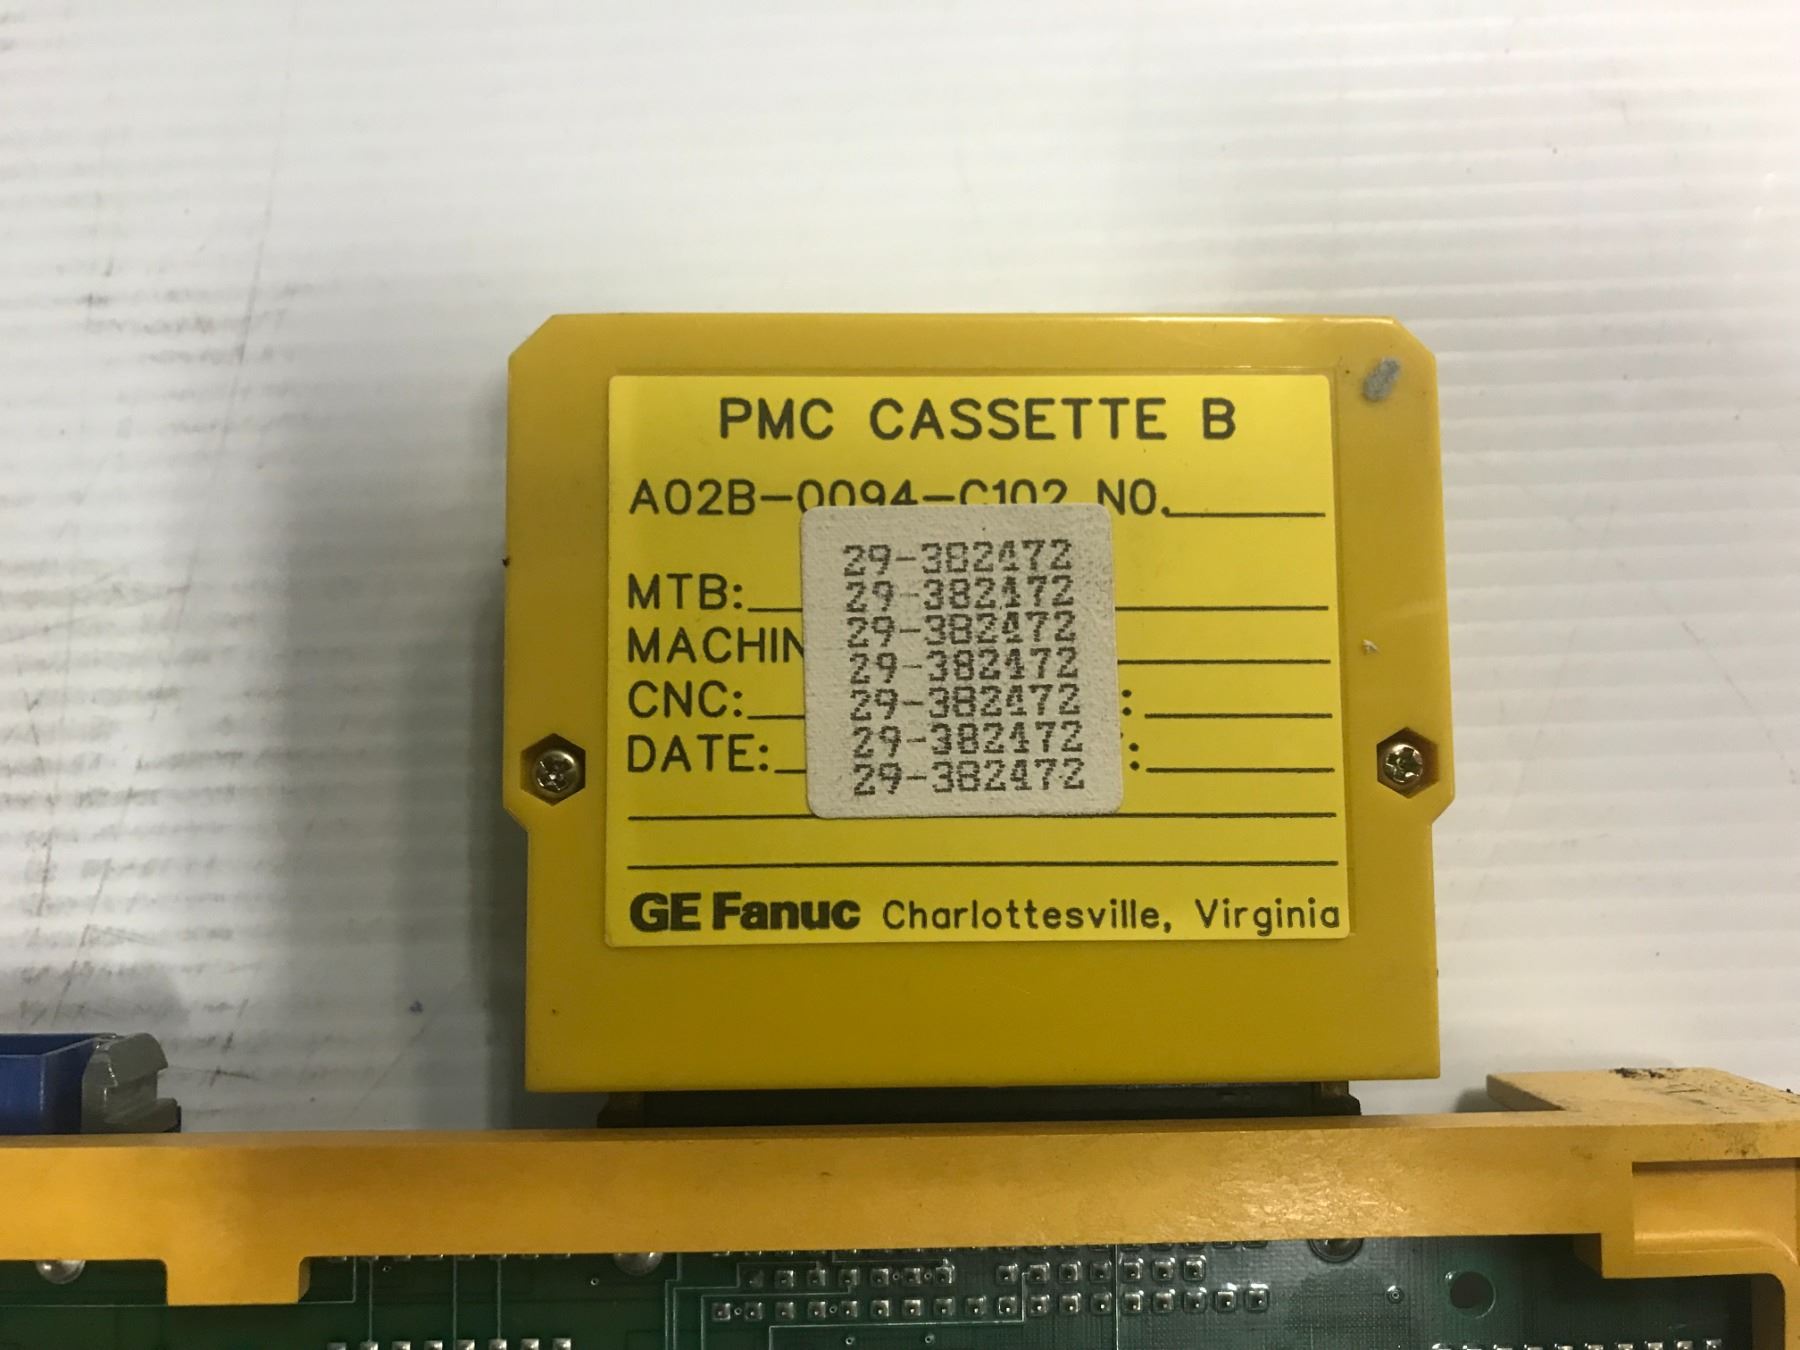 PMC CASSETTE B
A02B-0094-C102 NO.
29-382472
29-382472
MTB:
29-382472
MACHIN
29-382472
CNC: :
29-382472
29-382472
DATE: :
29-382472
GE Fanuc Charlottesville, Virginia